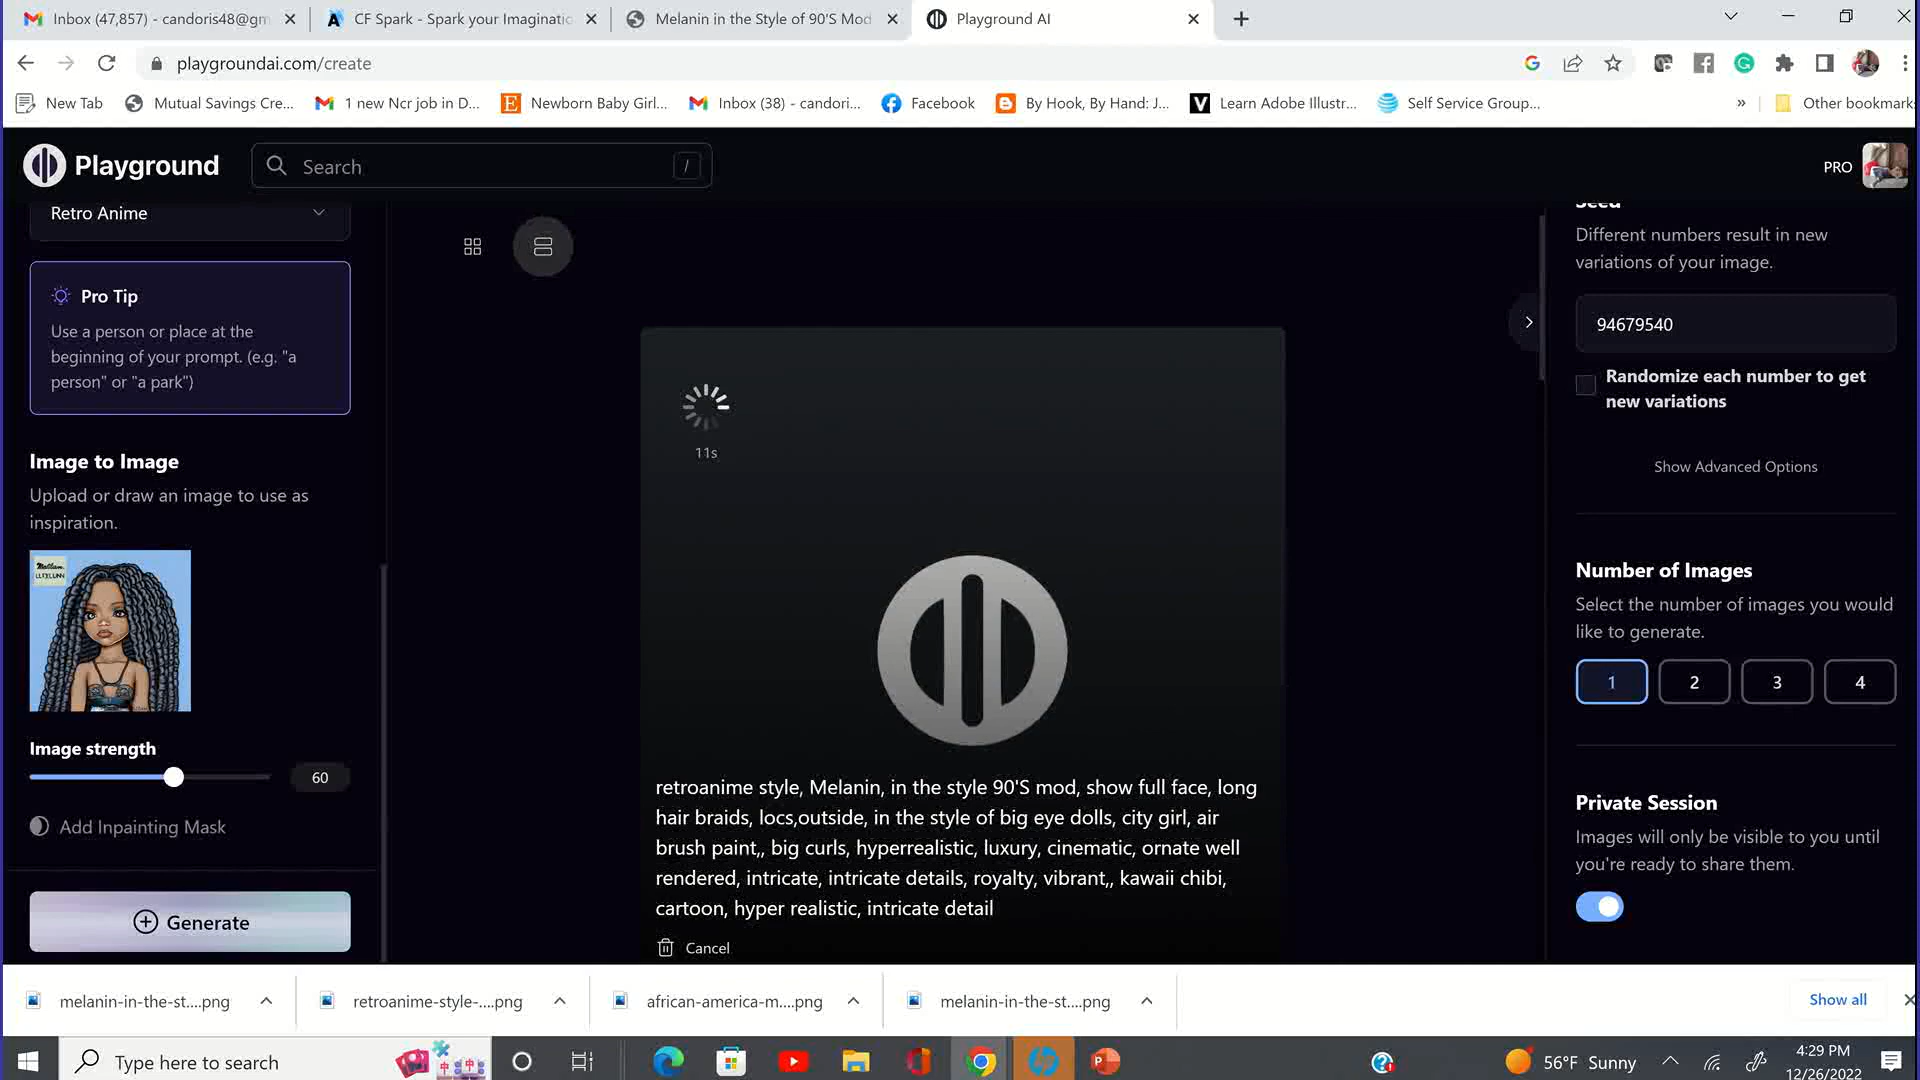 Inbox (47,857) - candoris48@gm
CF Spark - Spark your Imaginatio
Melanin in the Style of 90'S Mod
Playground AI
playgroundai.com/create
New Tab
Mutual Savings Cre...
1 new Ncr job in D...
Newborn Baby Girl...
Inbox (38) - candori...
Facebook
By Hook, By Hand: J...
Learn Adobe Illustr...
Self Service Group...
»
Other bookmark
Playground
Search
/
PRO
Retro Anime
Pro Tip
Use a person or place at the
beginning of your prompt. (e.g. "a
person" or "a park")
Image to Image
Upload or draw an image to use as
inspiration.
Image strength
60
Add Inpainting Mask
Generate
11s
retroanime style, Melanin, in the style 90'S mod, show full face, long
hair braids, locs,outside, in the style of big eye dolls, city girl, air
brush paint,, big curls, hyperrealistic, luxury, cinematic, ornate well
rendered, intricate, intricate details, royalty, vibrant,, kawaii chibi,
cartoon, hyper realistic, intricate detail
Cancel
Seed
Different numbers result in new
variations of your image.
94679540
Randomize each number to get
new variations
Show Advanced Options
Number of Images
Select the number of images you would
like to generate.
1
2
3
4
Private Session
Images will only be visible to you until
you're ready to share them.
melanin-in-the-st....png
retroanime-style-....png
african-america-m....png
melanin-in-the-st....png
Show all
Type here to search
56°F Sunny
4:29 PM
12/26/2022